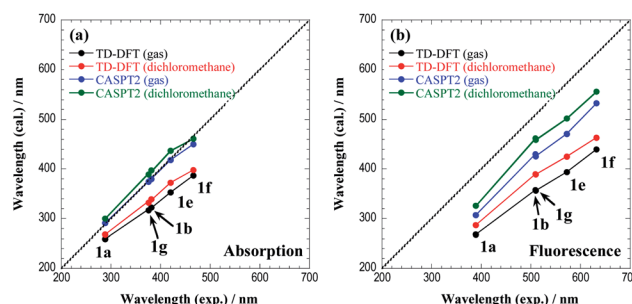 (a)
TD-DFT (gas)
TD-DFT (dichloromethane)
CASPT2 (gas)
CASPT2 (dichloromethane)
Wavelength (cal.) / nm
700
600
500
400
300
200
1a
1g
1b
1e
1f
Absorption
200 300 400 500 600 700
Wavelength (exp.) / nm
(b)
TD-DFT (gas)
TD-DFT (dichloromethane)
CASPT2 (gas)
CASPT2 (dichloromethane)
Wavelength (cal.) / nm
700
600
500
400
300
200
1a
1b
1g
1e
1f
Fluorescence
200 300 400 500 600 700
Wavelength (exp.) / nm